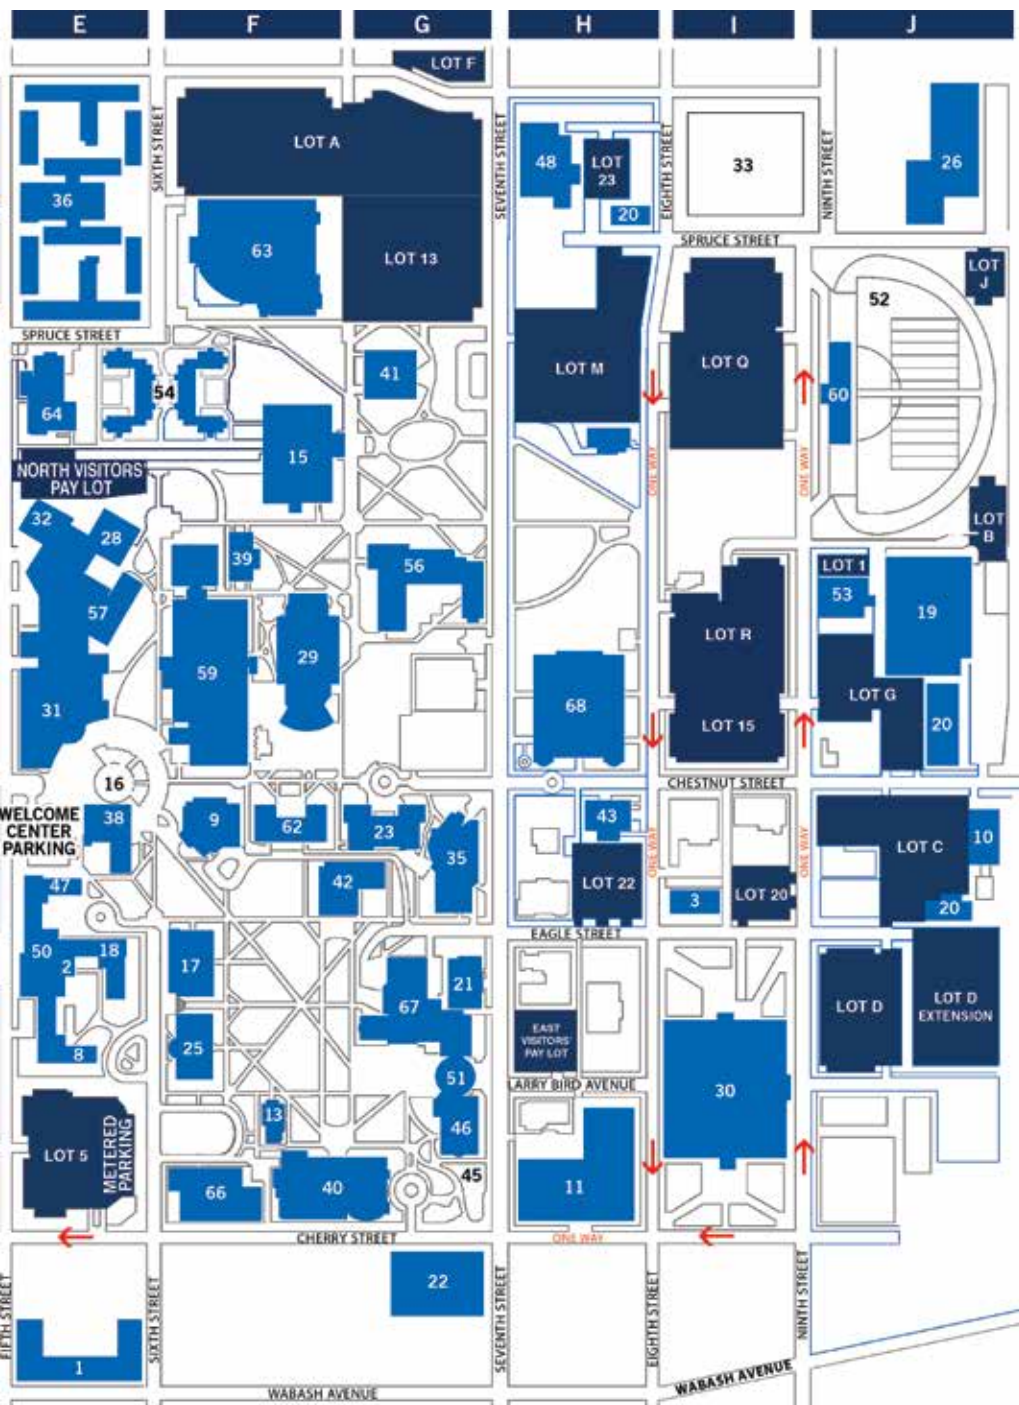 E
F
G
H
I
J
LOT F
LOT A
SIXTH STREET
SEVENTH STREET
48
LOT
23
20
EIGHTH STREET
33
NINTH STREET
26
36
63
LOT 13
SPRUCE STREET
LOT
J
52
SPRUCE STREET
64
54
41
LOT M
LOT Q
60
15
ONE WAY
ONE WAY
NORTH VISITORS'
PAY LOT
32
28
39
56
LOT
B
57
LOT 1
53
19
59
29
LOT R
31
68
LOT 15
LOT G
20
16
CHESTNUT STREET
WELCOME
CENTER
PARKING
38
9
62
23
35
43
ONE WAY
ONE WAY
LOT C
10
47
42
LOT 22
3
LOT 20
20
EAGLE STREET
50
2
18
17
67
21
LOT D
LOT D
EXTENSION
8
25
EAST
VISITORS'
PAY LOT
51
LARRY BIRD AVENUE
30
13
46
LOT 5
METERED
PARKING
66
40
45
11
CHERRY STREET
ONE WAY
22
FIFTH STREET
SIXTH STREET
SEVENTH STREET
EIGHTH STREET
NINTH STREET
1
WABASH AVENUE
WABASH AVENUE